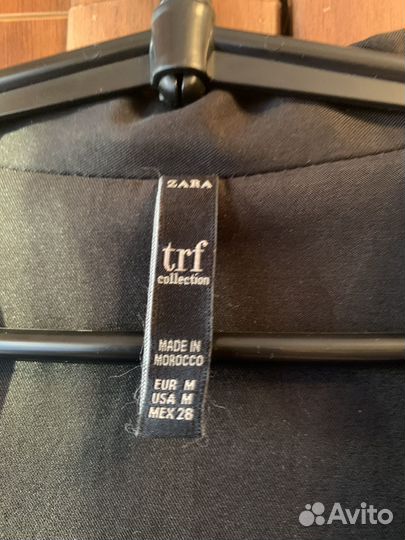 ZARA
trf
collection
MADE IN
MOROCCO
EUR M
USA M
MEX 28
Avito